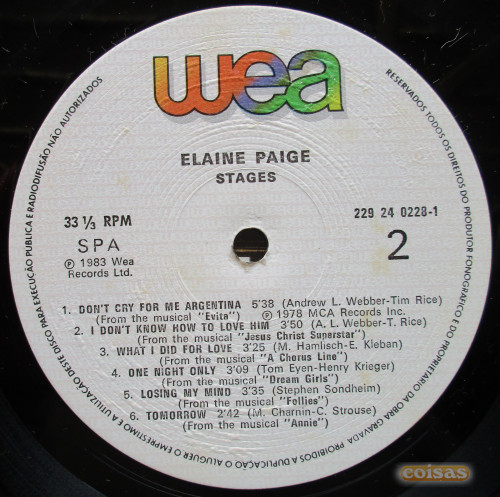 wea
ELAINE PAIGE
STAGES
33 ⅓ RPM
SPA
℗ 1983 Wea
Records Ltd.
229 24 0228-1
2
1. DON'T CRY FOR ME ARGENTINA 5'38 (Andrew L. Webber-Tim Rice)
(From the musical "Evita") ℗ 1978 MCA Records Inc.
2. I DON'T KNOW HOW TO LOVE HIM 3'50 (A. L. Webber-T. Rice)
(From the musical "Jesus Christ Superstar")
3. WHAT I DID FOR LOVE 3'25 (M. Hamlisch-E. Kleban)
(From the musical "A Chorus Line")
4. ONE NIGHT ONLY 3'09 (Tom Eyen-Henry Krieger)
(From the musical "Dream Girls")
5. LOSING MY MIND 3'35 (Stephen Sondheim)
(From the musical "Follies")
6. TOMORROW 2'42 (M. Charnin-C. Strouse)
(From the musical "Annie")
RESERVADOS TODOS OS DIREITOS DO PRODUTOR FONOGRÁFICO E DO PROPRIETÁRIO DA OBRA GRAVADA PROIBIDOS A DUPLICAÇÃO O ALUGUER O EMPRESTIMO E A UTILIZAÇÃO DESTE DISCO PARA EXECUÇÃO PUBLICA E RADIODIFUSÃO NÃO AUTORIZADOS
coisas